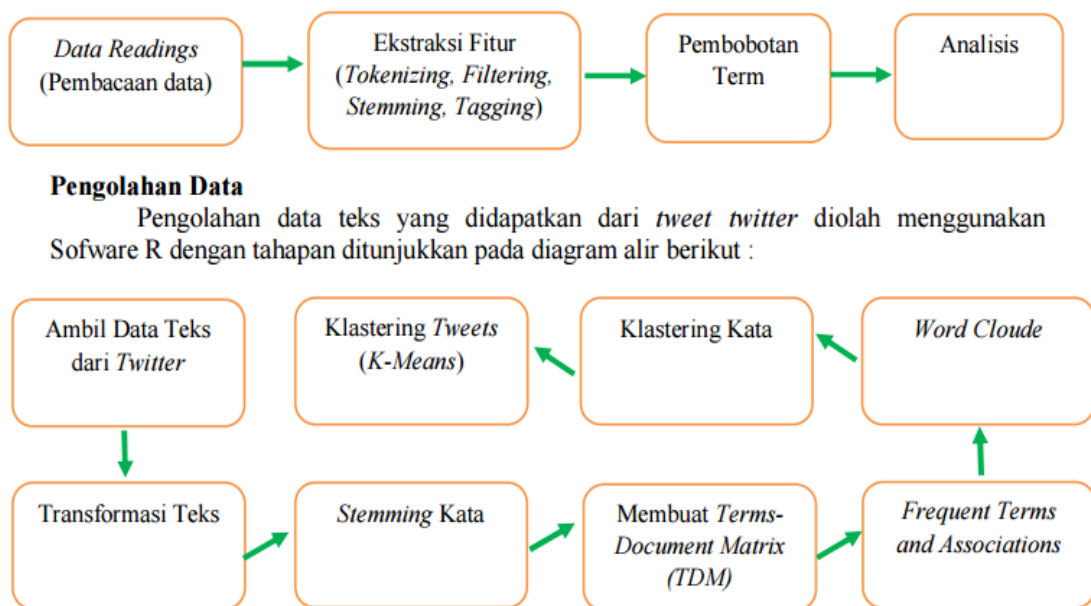 Data Readings
(Pembacaan data)
Ekstraksi Fitur
(Tokenizing, Filtering,
Stemming, Tagging)
Pembobotan
Term
Analisis
Pengolahan Data
Pengolahan data teks yang didapatkan dari tweet twitter diolah menggunakan
Sofware R dengan tahapan ditunjukkan pada diagram alir berikut :
Ambil Data Teks
dari Twitter
Klastering Tweets
(K-Means)
Klastering Kata
Word Cloude
Transformasi Teks
Stemming Kata
Membuat Terms-
Document Matrix
(TDM)
Frequent Terms
and Associations